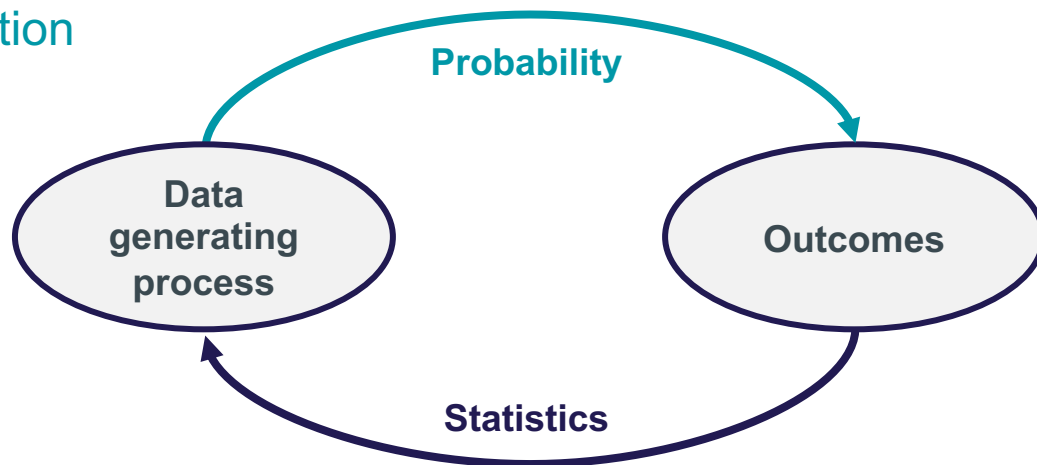 tion
Probability
Data
generating
process
Outcomes
Statistics